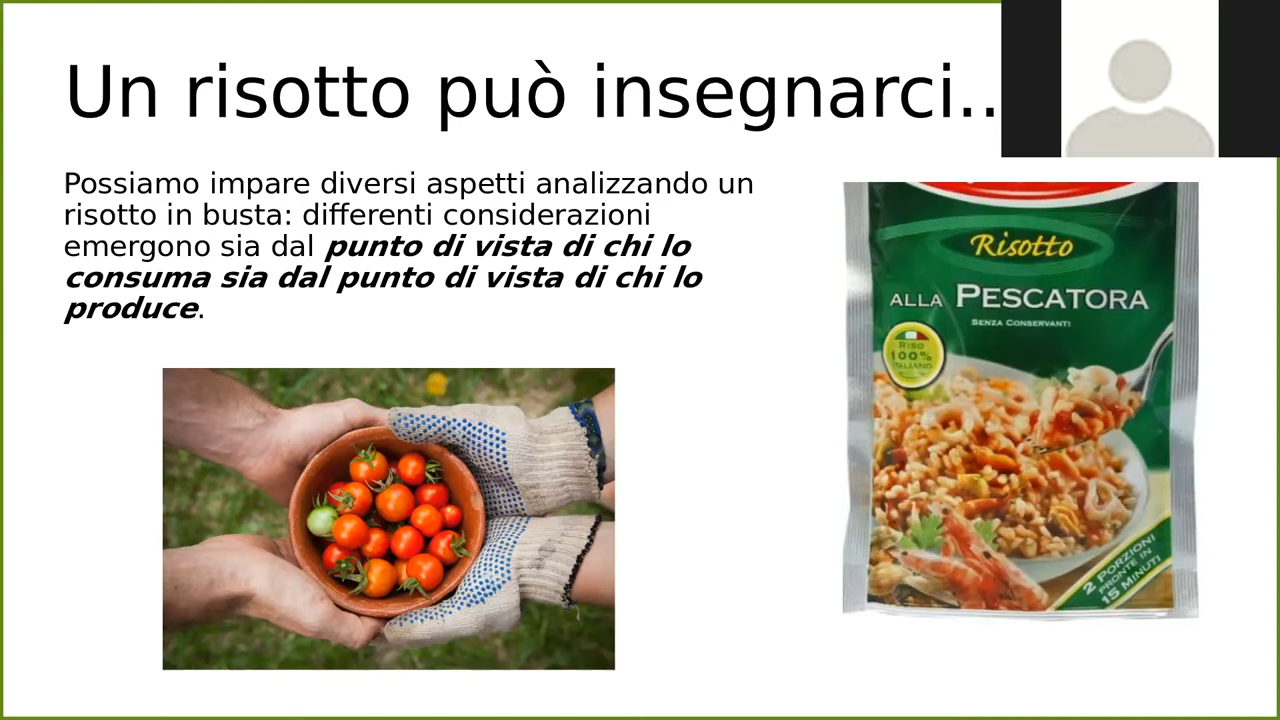 Un risotto può insegnarci..
Possiamo impare diversi aspetti analizzando un
risotto in busta: differenti considerazioni
emergono sia dal punto di vista di chi lo
consuma sia dal punto di vista di chi lo
produce.
Risotto
ALLA PESCATORA
SENZA CONSERVANTI
RISO
100%
ITALIANO
2 PORZIONI
PRONTE IN
15 MINUTI